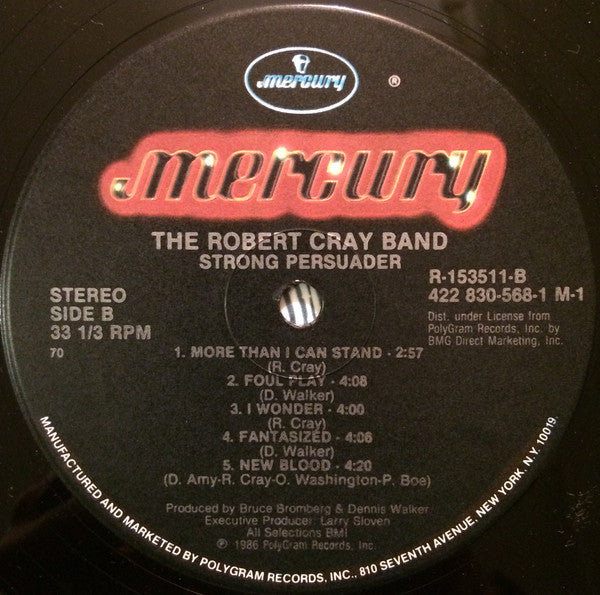 mercury
®
mercury
THE ROBERT CRAY BAND
STRONG PERSUADER
STEREO
SIDE B
33 1/3 RPM
70
R-153511-B
422 830-568-1 M-1
Dist. under License from
PolyGram Records, Inc. by
BMG Direct Marketing, Inc.
1. MORE THAN I CAN STAND - 2:57
(R. Cray)
2. FOUL PLAY - 4:08
(D. Walker)
3. I WONDER - 4:00
(R. Cray)
4. FANTASIZED - 4:06
(D. Walker)
5. NEW BLOOD - 4:20
(D. Amy-R. Cray-O. Washington-P. Boe)
Produced by Bruce Bromberg & Dennis Walker
Executive Producer: Larry Sloven
All Selections BMI
℗ 1986 PolyGram Records, Inc.
MANUFACTURED AND MARKETED BY POLYGRAM RECORDS, INC., 810 SEVENTH AVENUE, NEW YORK, N.Y. 10019.